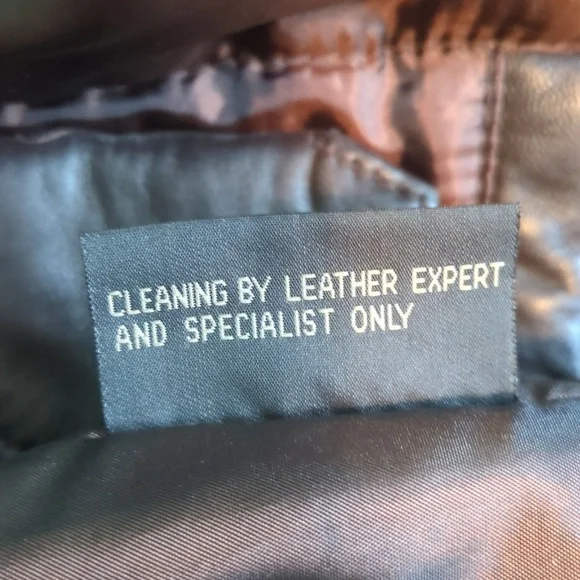 CLEANING BY LEATHER EXPERT
AND SPECIALIST ONLY